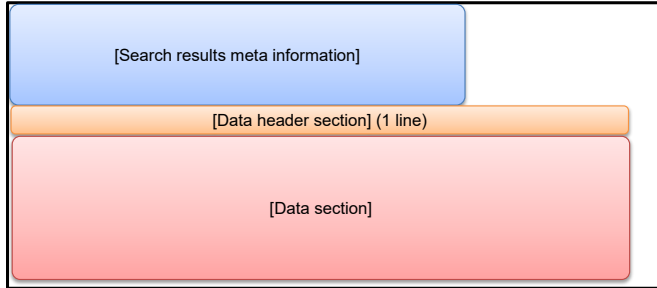 [Search results meta information]
[Data header section] (1 line)
[Data section]